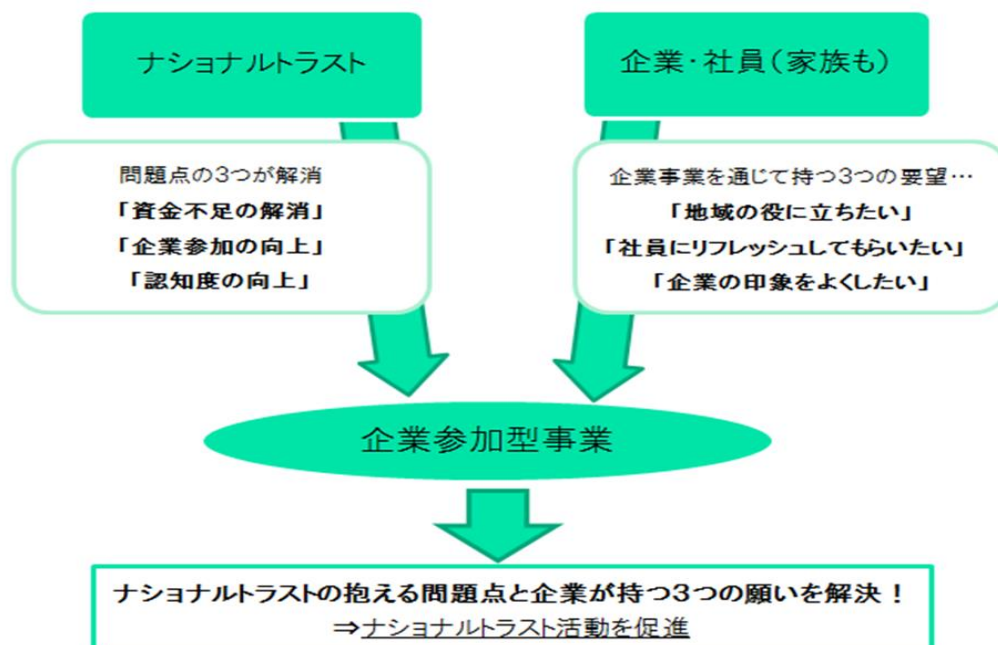 ナショナルトラスト
企業・社員(家族も)
問題点の3つが解消
「資金不足の解消」
「企業参加の向上」
「認知度の向上」
企業事業を通じて持つ3つの要望…
「地域の役に立ちたい」
「社員にリフレッシュしてもらいたい」
「企業の印象をよくしたい」
企業参加型事業
ナショナルトラストの抱える問題点と企業が持つ3つの願いを解決！
⇒ナショナルトラスト活動を促進